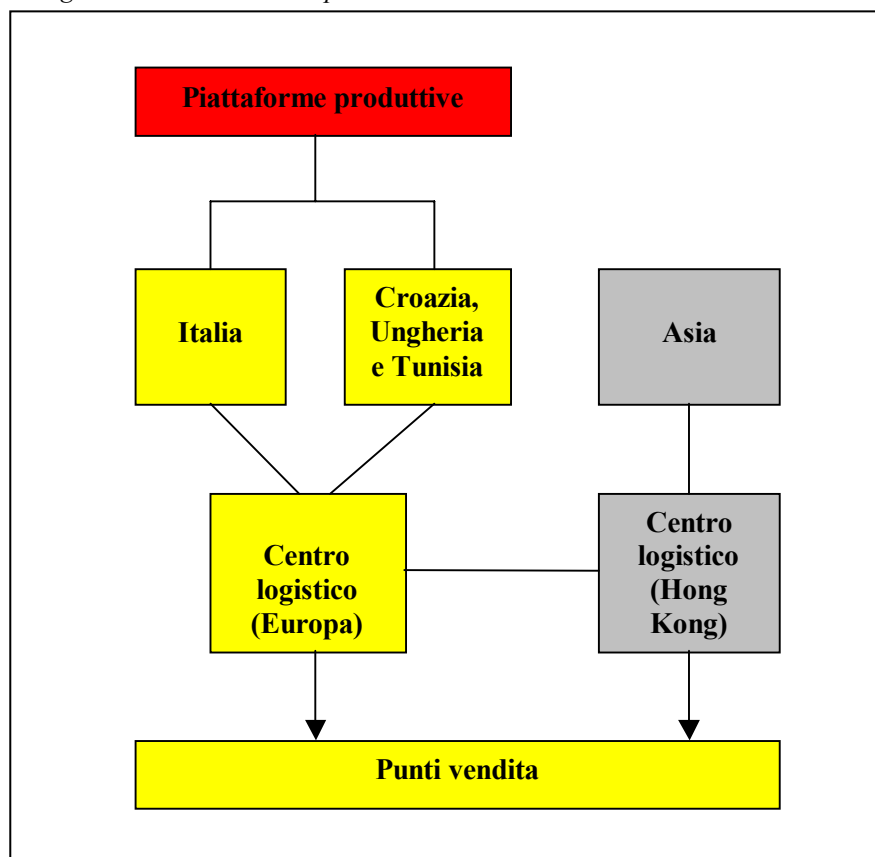 Piattaforme produttive
Italia
Croazia,
Ungheria
e Tunisia
Asia
Centro
logistico
(Europa)
Centro
logistico
(Hong
Kong)
Punti vendita